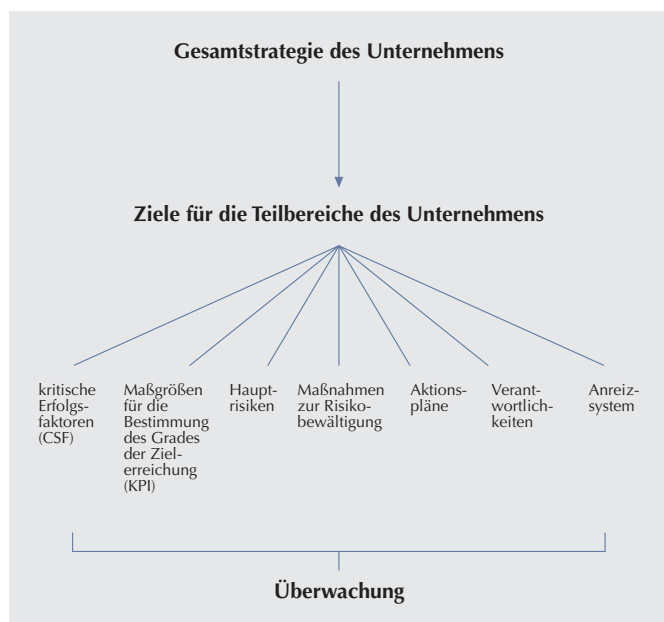 Gesamtstrategie des Unternehmens
Ziele für die Teilbereiche des Unternehmens
kritische
Erfolgs-
faktoren
(CSF)
Maßgrößen
für die
Bestimmung
des Grades
der Ziel-
erreichung
(KPI)
Haupt-
risiken
Maßnahmen
zur Risiko-
bewältigung
Aktions-
pläne
Verant-
wortlich-
keiten
Anreiz-
system
Überwachung